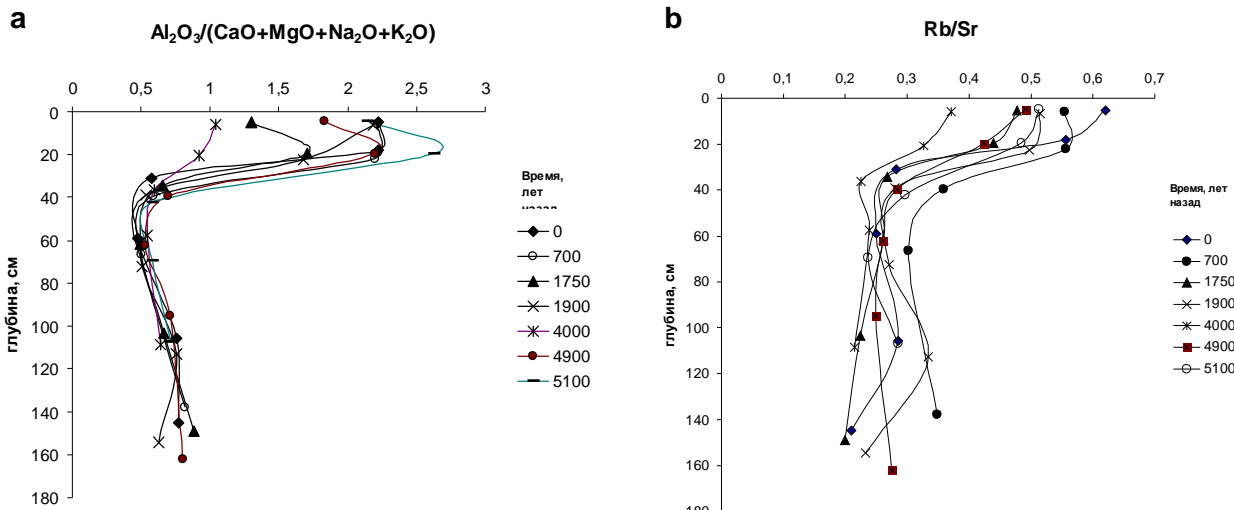 a
Al₂O₃/(CaO+MgO+Na₂O+K₂O)
0 0,5 1 1,5 2 2,5 3
0
20
40
60
80
100
120
140
160
180
глубина, см
Время,
лет
назад
0
700
1750
1900
4000
4900
5100
b
Rb/Sr
0 0,1 0,2 0,3 0,4 0,5 0,6 0,7
0
20
40
60
80
100
120
140
160
180
глубина, см
Время, лет
назад
0
700
1750
1900
4000
4900
5100